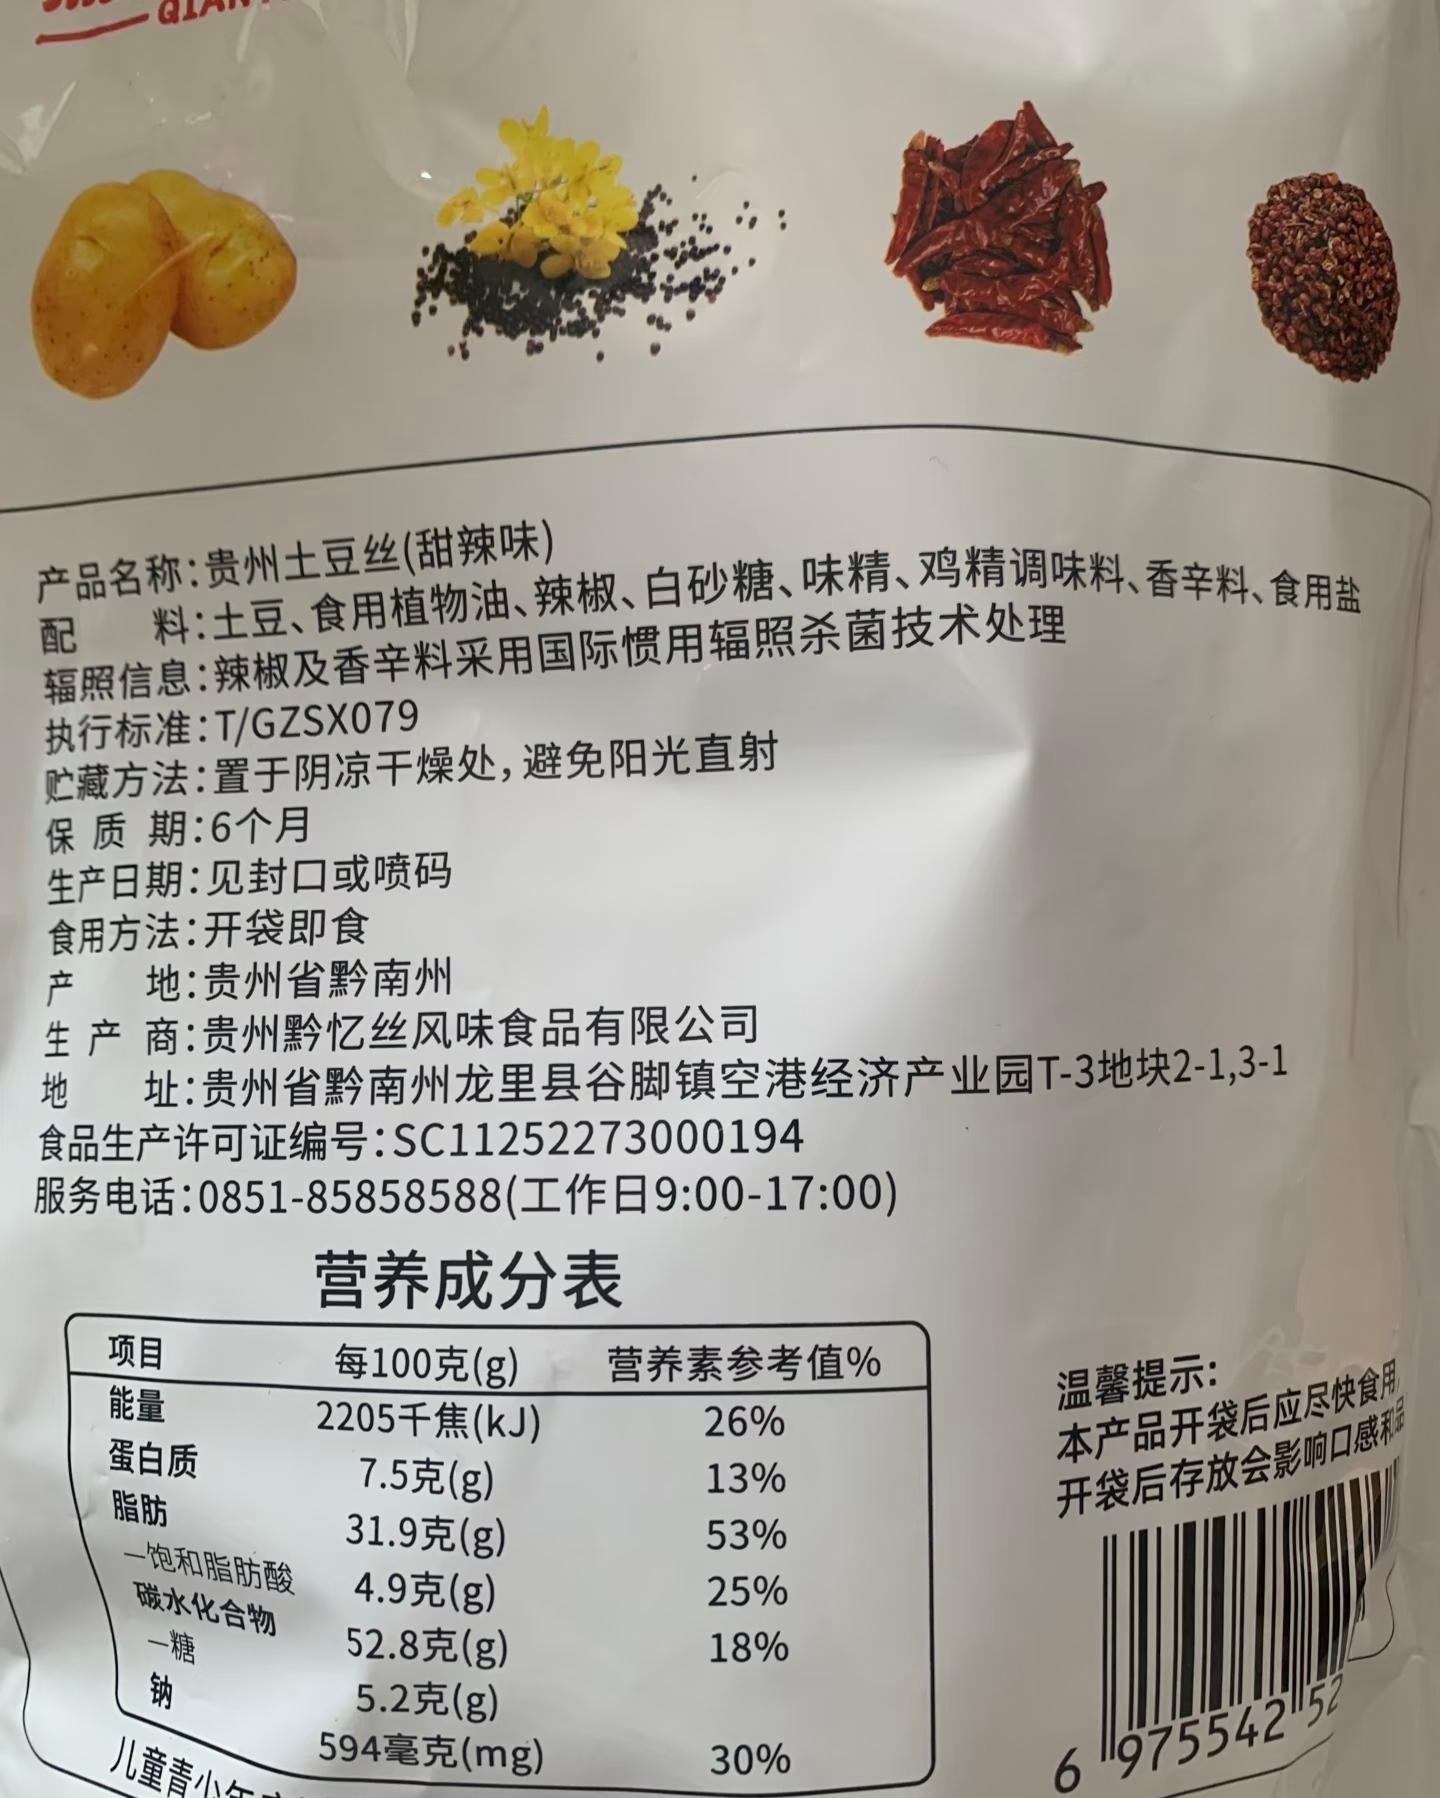 产品名称:贵州土豆丝(甜辣味)
配 料:土豆、食用植物油、辣椒、白砂糖、味精、鸡精调味料、香辛料、食用盐
辐照信息:辣椒及香辛料采用国际惯用辐照杀菌技术处理
执行标准:T/GZSX079
贮藏方法:置于阴凉干燥处,避免阳光直射
保 质 期:6个月
生产日期:见封口或喷码
食用方法:开袋即食
产 地:贵州省黔南州
生 产 商:贵州黔忆丝风味食品有限公司
地 址:贵州省黔南州龙里县谷脚镇空港经济产业园T-3地块2-1,3-1
食品生产许可证编号:SC11252273000194
服务电话:0851-85858588(工作日9:00-17:00)
营养成分表
项目 每100克(g) 营养素参考值%
能量 2205千焦(kJ) 26%
蛋白质 7.5克(g) 13%
脂肪 31.9克(g) 53%
—饱和脂肪酸 4.9克(g) 25%
碳水化合物 52.8克(g) 18%
—糖 5.2克(g)
钠 594毫克(mg) 30%
儿童青少年
温馨提示:
本产品开袋后应尽快食用,
开袋后存放会影响口感和品
6 975542 52